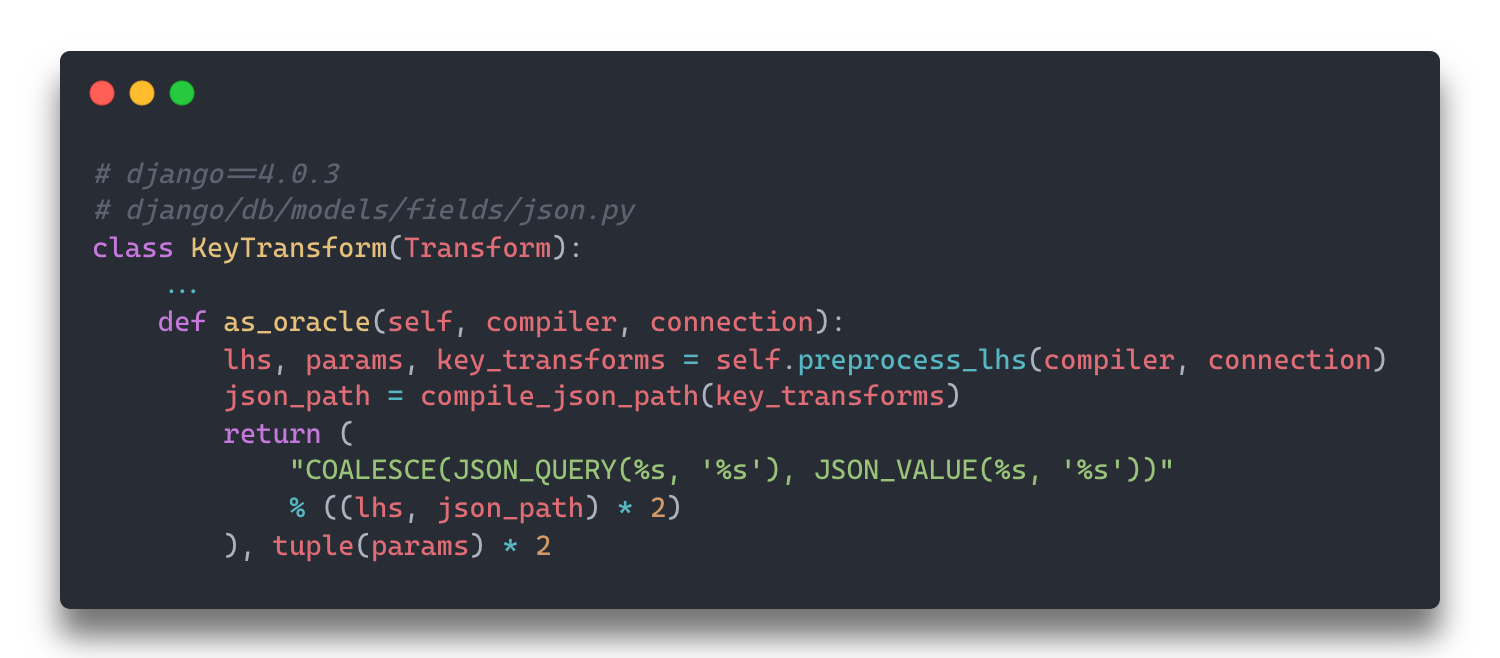 # django==4.0.3
# django/db/models/fields/json.py
class KeyTransform(Transform):
    ...
    def as_oracle(self, compiler, connection):
        lhs, params, key_transforms = self.preprocess_lhs(compiler, connection)
        json_path = compile_json_path(key_transforms)
        return (
            "COALESCE(JSON_QUERY(%s, '%s'), JSON_VALUE(%s, '%s'))"
            % ((lhs, json_path) * 2)
        ), tuple(params) * 2